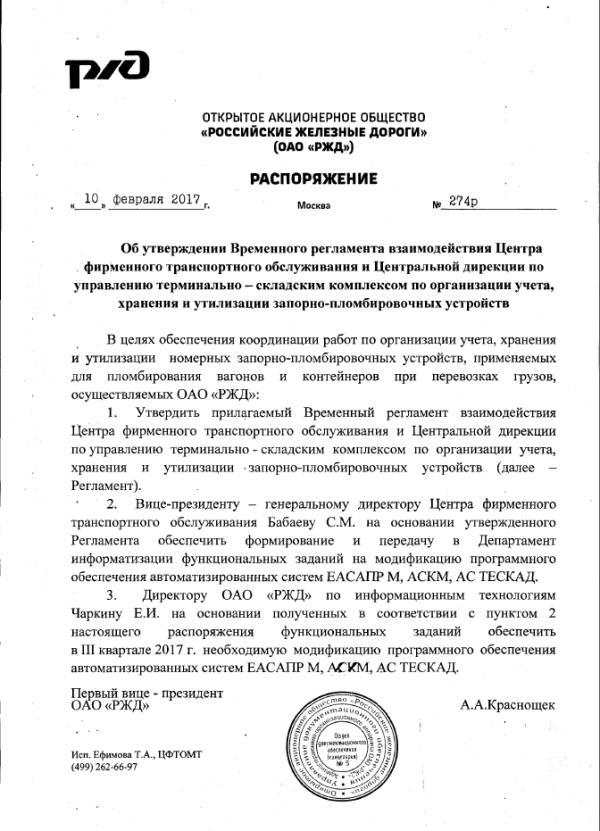 ржд
ОТКРЫТОЕ АКЦИОНЕРНОЕ ОБЩЕСТВО
«РОССИЙСКИЕ ЖЕЛЕЗНЫЕ ДОРОГИ»
(ОАО «РЖД»)
РАСПОРЯЖЕНИЕ
« 10 » февраля 2017 г. Москва № 274р
Об утверждении Временного регламента взаимодействия Центра
фирменного транспортного обслуживания и Центральной дирекции по
управлению терминально – складским комплексом по организации учета,
хранения и утилизации запорно-пломбировочных устройств
В целях обеспечения координации работ по организации учета, хранения
и утилизации номерных запорно-пломбировочных устройств, применяемых
для пломбирования вагонов и контейнеров при перевозках грузов,
осуществляемых ОАО «РЖД»:
1. Утвердить прилагаемый Временный регламент взаимодействия
Центра фирменного транспортного обслуживания и Центральной дирекции
по управлению терминально - складским комплексом по организации учета,
хранения и утилизации запорно-пломбировочных устройств (далее –
Регламент).
2. Вице-президенту – генеральному директору Центра фирменного
транспортного обслуживания Бабаеву С.М. на основании утвержденного
Регламента обеспечить формирование и передачу в Департамент
информатизации функциональных заданий на модификацию программного
обеспечения автоматизированных систем ЕАСАПР М, АСКМ, АС ТЕСКАД.
3. Директору ОАО «РЖД» по информационным технологиям
Чаркину Е.И. на основании полученных в соответствии с пунктом 2
настоящего распоряжения функциональных заданий обеспечить
в III квартале 2017 г. необходимую модификацию программного обеспечения
автоматизированных систем ЕАСАПР М, АСКМ, АС ТЕСКАД.
Первый вице - президент
ОАО «РЖД» А.А.Краснощек
Отдел
документационного
обеспечения
(канцелярия)
№ 5
Исп. Ефимова Т.А., ЦФТОМТ
(499) 262-66-97